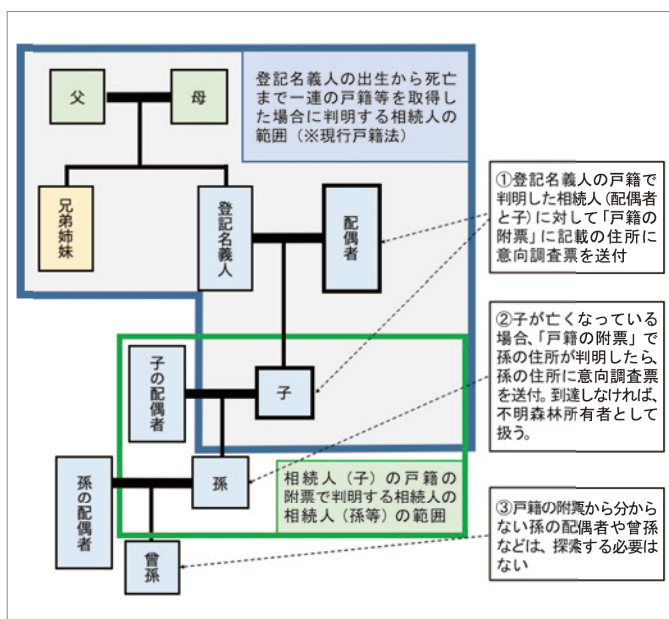 父
母
登記名義人の出生から死亡
まで一連の戸籍等を取得し
た場合に判明する相続人の
範囲（※現行戸籍法）
兄弟姉妹
登記名義人
配偶者
①登記名義人の戸籍で
判明した相続人（配偶者
と子）に対して「戸籍の
附票」に記載の住所に
意向調査票を送付
子の配偶者
子
②子が亡くなっている
場合、「戸籍の附票」で
孫の住所が判明したら、
孫の住所に意向調査票
を送付。到達しなければ、
不明森林所有者として
扱う。
孫の配偶者
孫
相続人（子）の戸籍の
附票で判明する相続人の
相続人（孫等）の範囲
曾孫
③戸籍の附票から分から
ない孫の配偶者や曾孫
などは、探索する必要は
ない